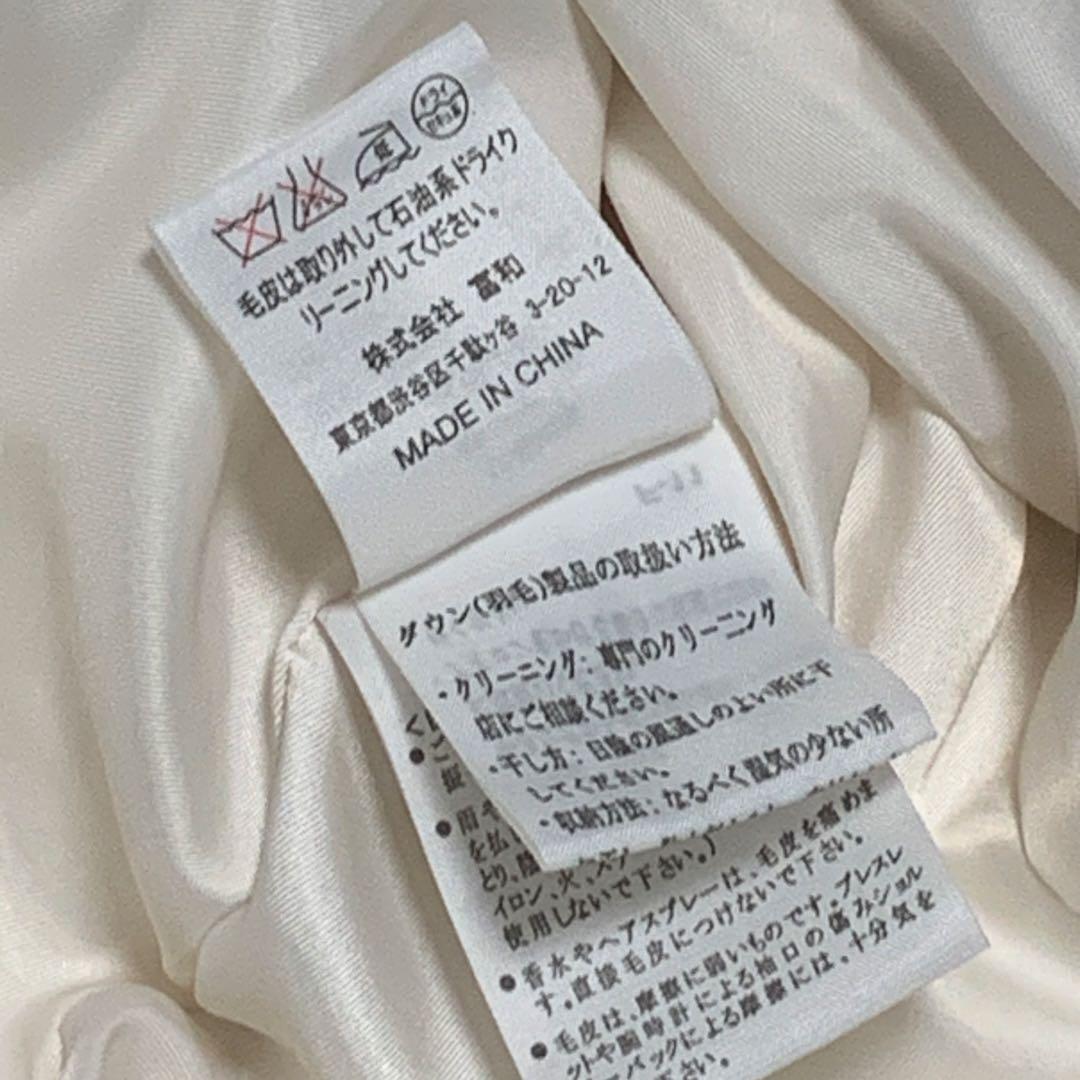 ドライ
低
毛皮は取り外して石油系ドライク
リーニングしてください。
株式会社 富和
東京都渋谷区千駄ヶ谷 3-20-12
MADE IN CHINA
ダウン(羽毛)製品の取扱い方法
・クリーニング: 専門のクリーニング
店にご相談ください。
・干し方: 日陰の風通しのよい所に干
してください。
・収納方法: なるべく湿気の少ない所
●
● 雨
を払
とり、陰
イロン、火、スチ
使用しないで下さい。)
● 香水やヘアスプレーは、毛皮を痛めま
す。直接毛皮につけないで下さい。
● 毛皮は、摩擦に弱いものです。ブレスレ
ットや腕時計による袖口の傷みショル
バックによる摩擦には、十分気を
さい。